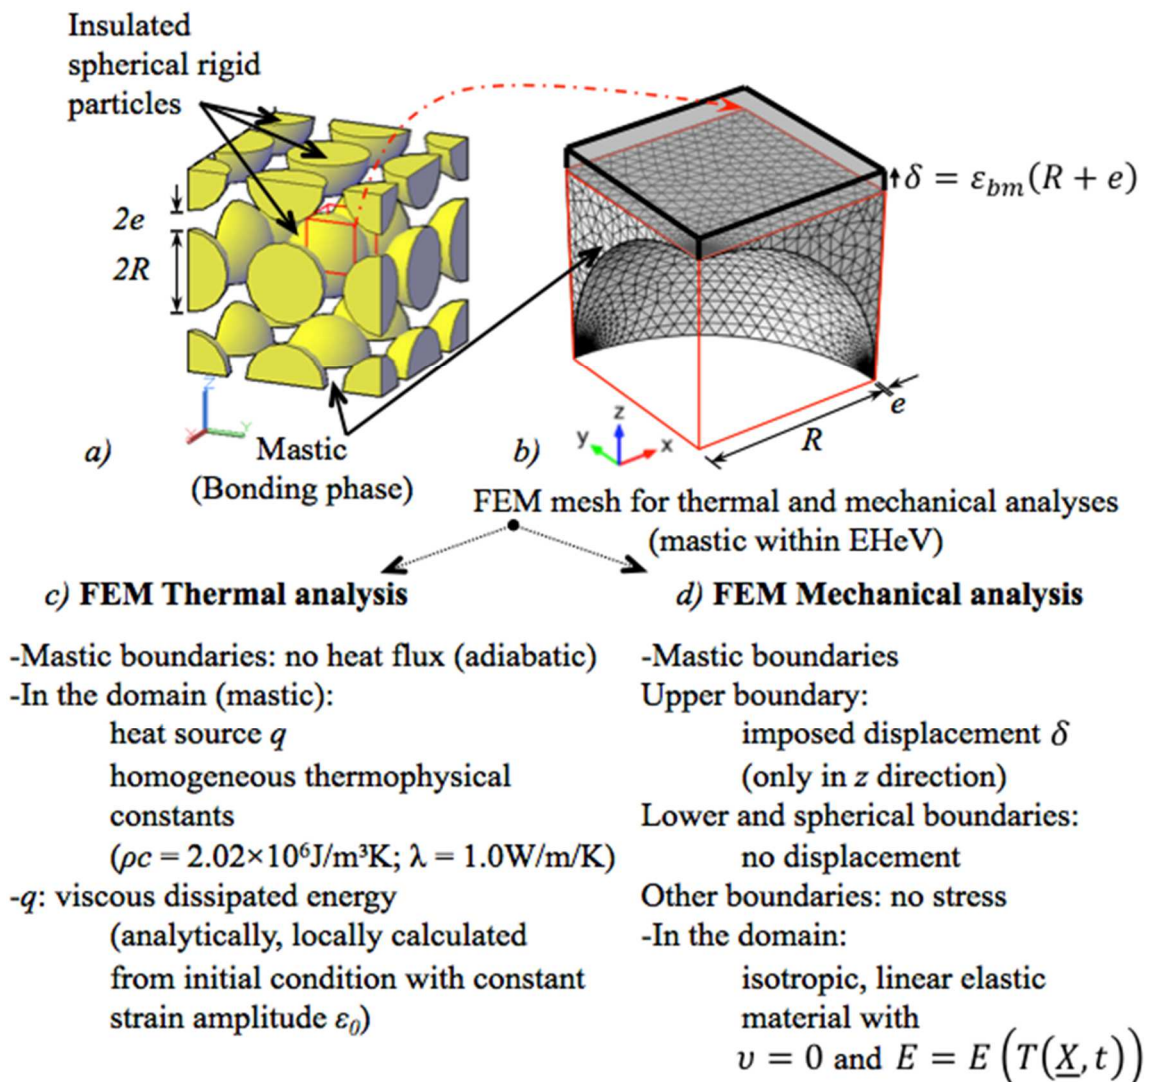 Insulated
spherical rigid
particles
2e
2R
δ = ε_bm(R + e)
e
R
z
y
x
Z
Y
X
a)
Mastic
(Bonding phase)
b)
FEM mesh for thermal and mechanical analyses
(mastic within EHeV)
c) FEM Thermal analysis
-Mastic boundaries: no heat flux (adiabatic)
-In the domain (mastic):
heat source q
homogeneous thermophysical
constants
(ρc = 2.02×10⁶J/m³K; λ = 1.0W/m/K)
-q: viscous dissipated energy
(analytically, locally calculated
from initial condition with constant
strain amplitude ε₀)
d) FEM Mechanical analysis
-Mastic boundaries
Upper boundary:
imposed displacement δ
(only in z direction)
Lower and spherical boundaries:
no displacement
Other boundaries: no stress
-In the domain:
isotropic, linear elastic
material with
υ = 0 and E = E(T(X,t))